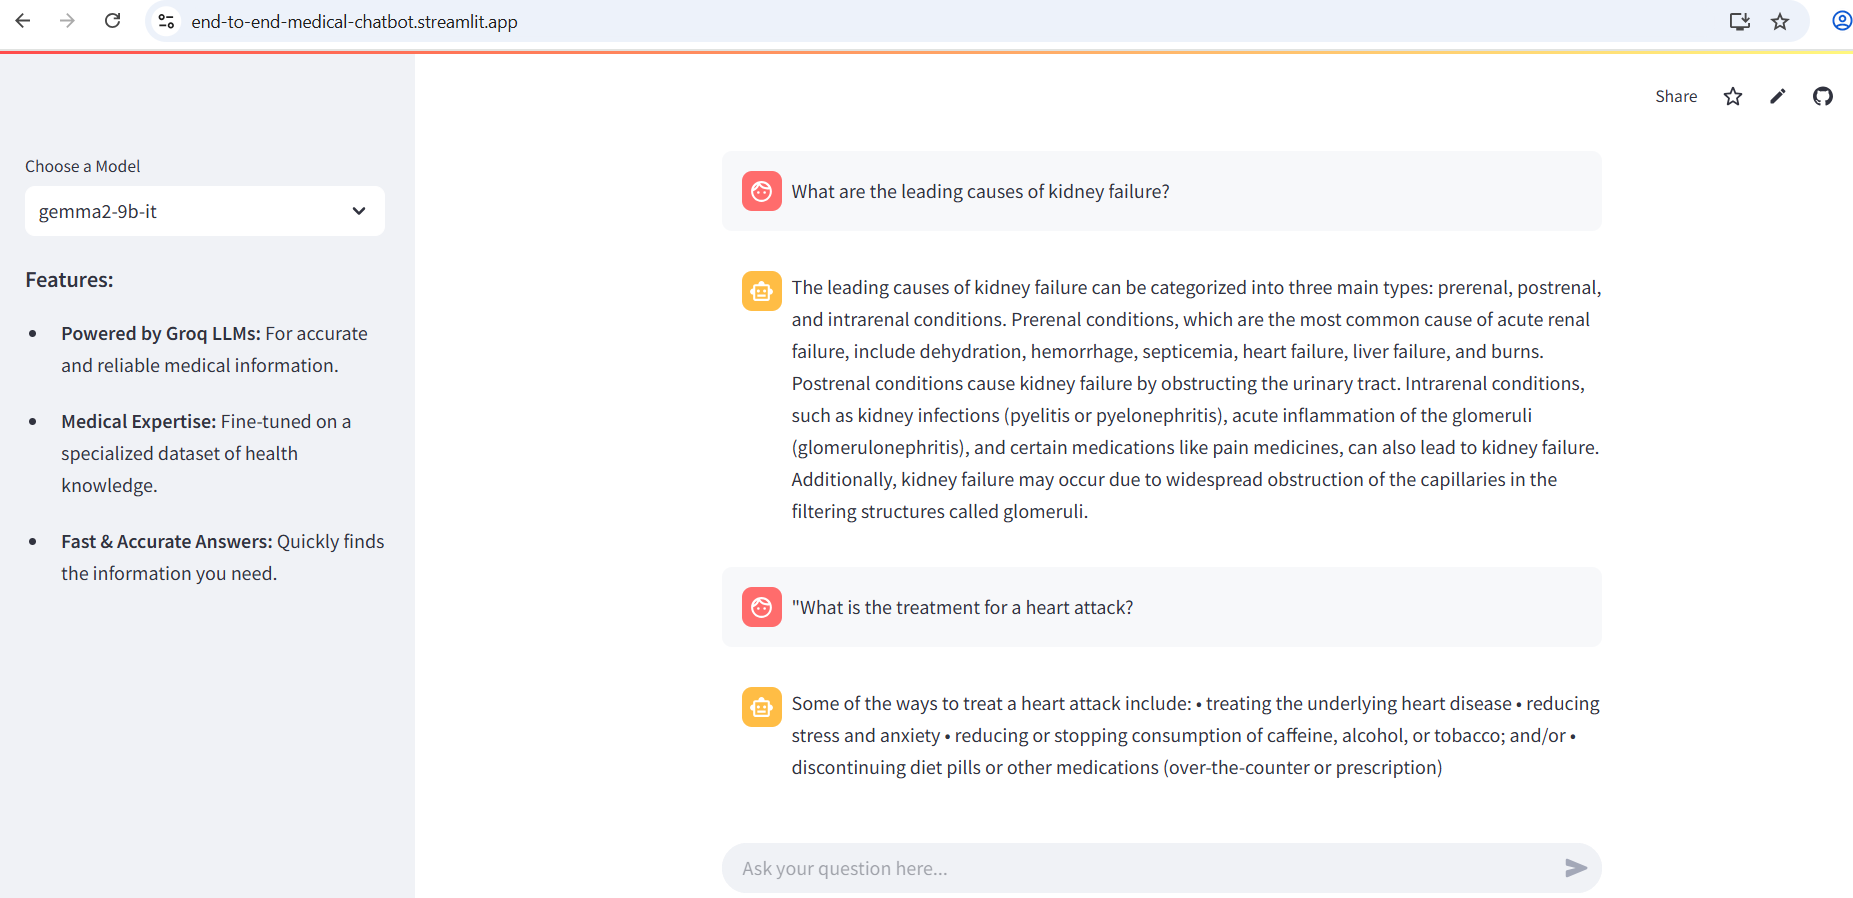 end-to-end-medical-chatbot.streamlit.app
Share
Choose a Model
gemma2-9b-it
Features:
• Powered by Groq LLMs: For accurate
and reliable medical information.
• Medical Expertise: Fine-tuned on a
specialized dataset of health
knowledge.
• Fast & Accurate Answers: Quickly finds
the information you need.
What are the leading causes of kidney failure?
The leading causes of kidney failure can be categorized into three main types: prerenal, postrenal,
and intrarenal conditions. Prerenal conditions, which are the most common cause of acute renal
failure, include dehydration, hemorrhage, septicemia, heart failure, liver failure, and burns.
Postrenal conditions cause kidney failure by obstructing the urinary tract. Intrarenal conditions,
such as kidney infections (pyelitis or pyelonephritis), acute inflammation of the glomeruli
(glomerulonephritis), and certain medications like pain medicines, can also lead to kidney failure.
Additionally, kidney failure may occur due to widespread obstruction of the capillaries in the
filtering structures called glomeruli.
"What is the treatment for a heart attack?
Some of the ways to treat a heart attack include: • treating the underlying heart disease • reducing
stress and anxiety • reducing or stopping consumption of caffeine, alcohol, or tobacco; and/or •
discontinuing diet pills or other medications (over-the-counter or prescription)
Ask your question here...